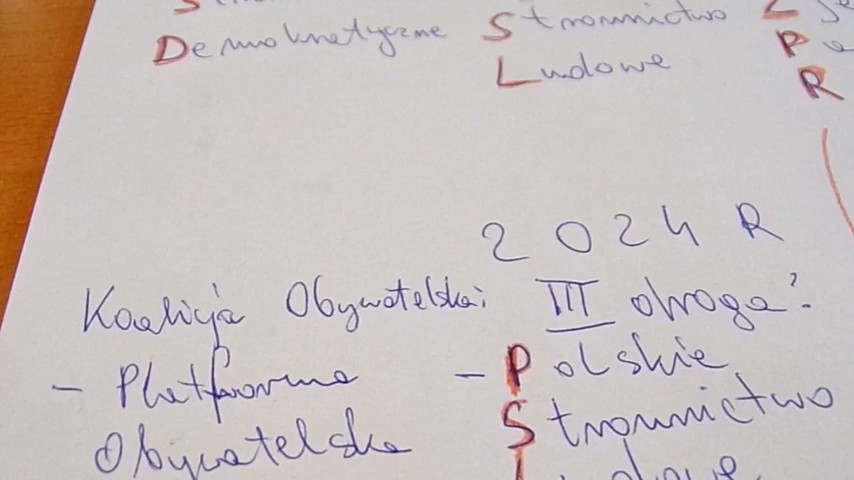 Demokratyczne
Stronnictwo
Ludowe
P
R
2024 R
Koalicja Obywatelska:
- Platforma
Obywatelska
III droga:
- Polskie
Stronnictwo